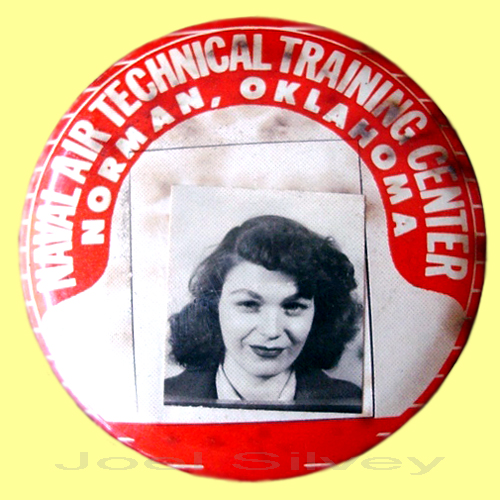 NAVAL AIR TECHNICAL TRAINING CENTER
NORMAN, OKLAHOMA
Joel Silvey